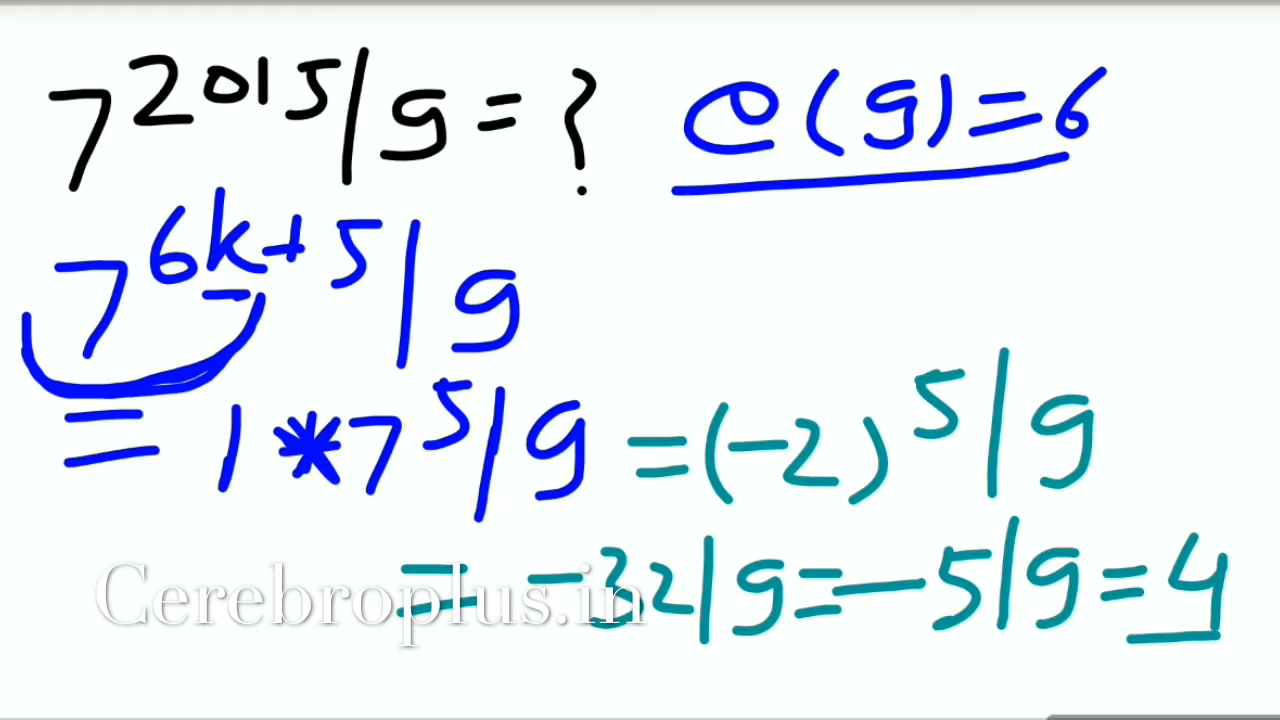 7^2015/9 = ? φ(9) = 6
7^6k+5/9
= 1*7^5/9 = (-2)^5/9
= -32/9 = -5/9 = 4
Cerebroplus.in